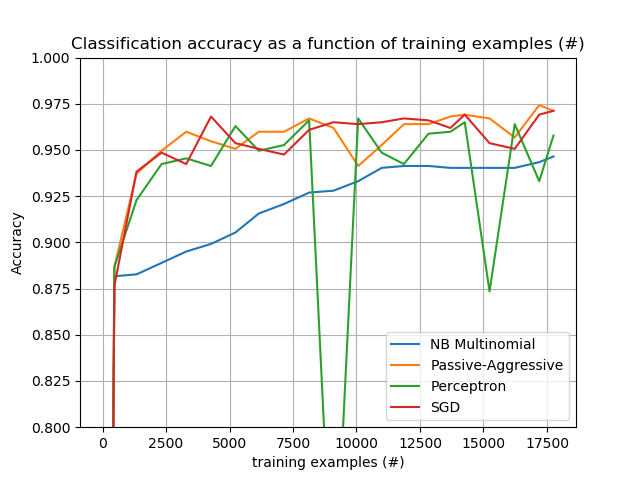 Classification accuracy as a function of training examples (#)
1.000
0.975
0.950
0.925
0.900
0.875
0.850
0.825
0.800
Accuracy
NB Multinomial
Passive-Aggressive
Perceptron
SGD
0 2500 5000 7500 10000 12500 15000 17500
training examples (#)